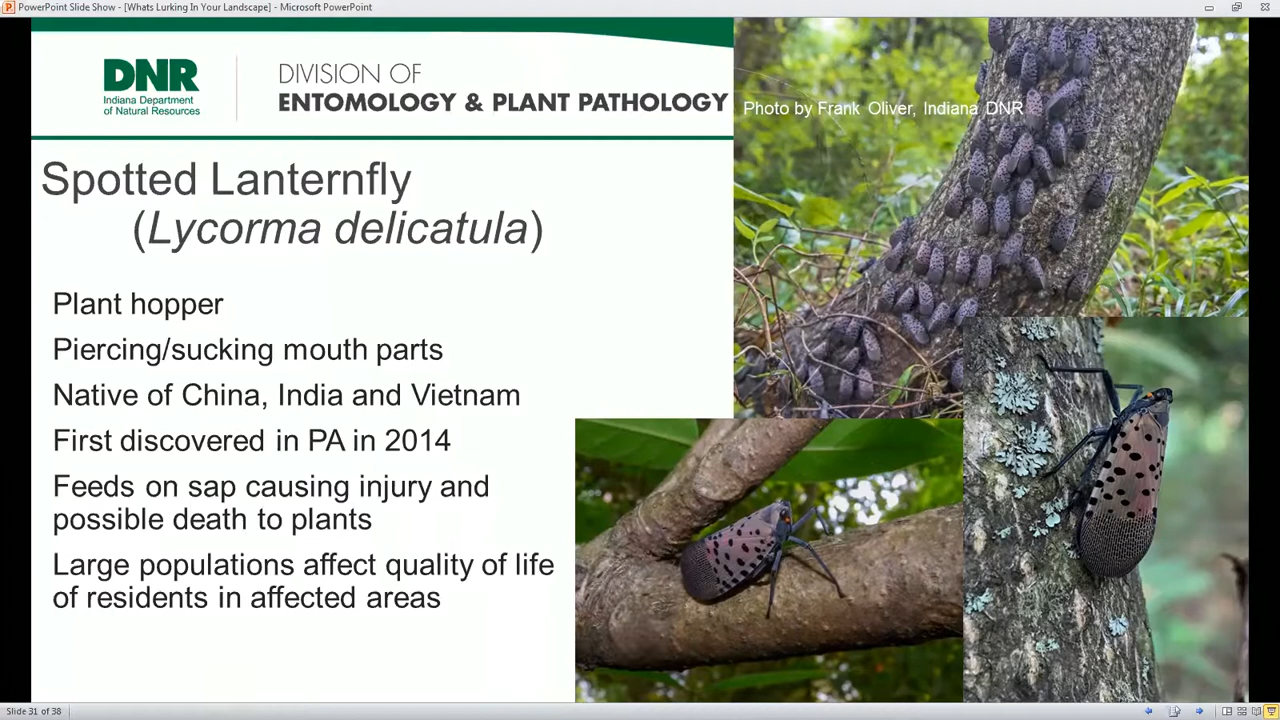 PowerPoint Slide Show - [Whats Lurking In Your Landscape] - Microsoft PowerPoint
DNR
Indiana Department
of Natural Resources
DIVISION OF
ENTOMOLOGY & PLANT PATHOLOGY
Photo by Frank Oliver, Indiana DNR
Spotted Lanternfly
(Lycorma delicatula)
Plant hopper
Piercing/sucking mouth parts
Native of China, India and Vietnam
First discovered in PA in 2014
Feeds on sap causing injury and
possible death to plants
Large populations affect quality of life
of residents in affected areas
Slide 31 of 38